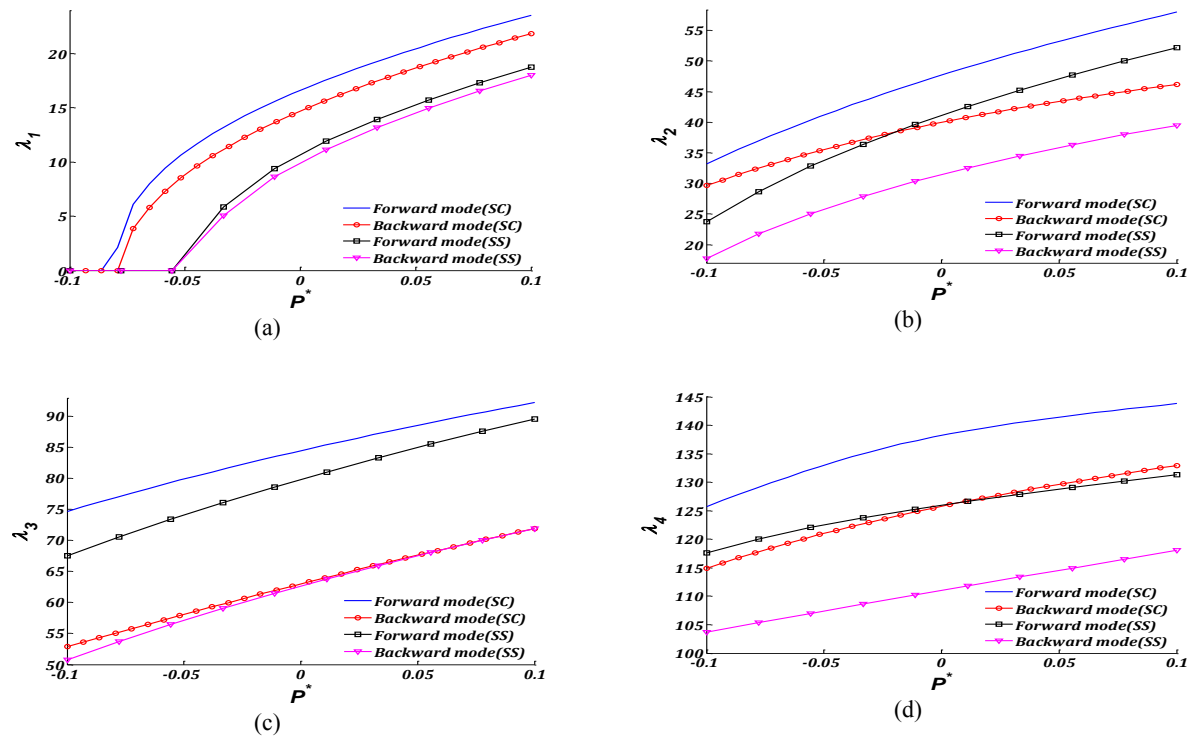 20
15
10
5
0
λ1
-0.1
-0.05
0
0.05
0.1
P*
Forward mode(SC)
Backward mode(SC)
Forward mode(SS)
Backward mode(SS)
(a)
55
50
45
40
35
30
25
20
λ2
-0.1
-0.05
0
0.05
0.1
P*
Forward mode(SC)
Backward mode(SC)
Forward mode(SS)
Backward mode(SS)
(b)
90
85
80
75
70
65
60
55
50
λ3
-0.1
-0.05
0
0.05
0.1
P*
Forward mode(SC)
Backward mode(SC)
Forward mode(SS)
Backward mode(SS)
(c)
145
140
135
130
125
120
115
110
105
100
λ4
-0.1
-0.05
0
0.05
0.1
P*
Forward mode(SC)
Backward mode(SC)
Forward mode(SS)
Backward mode(SS)
(d)